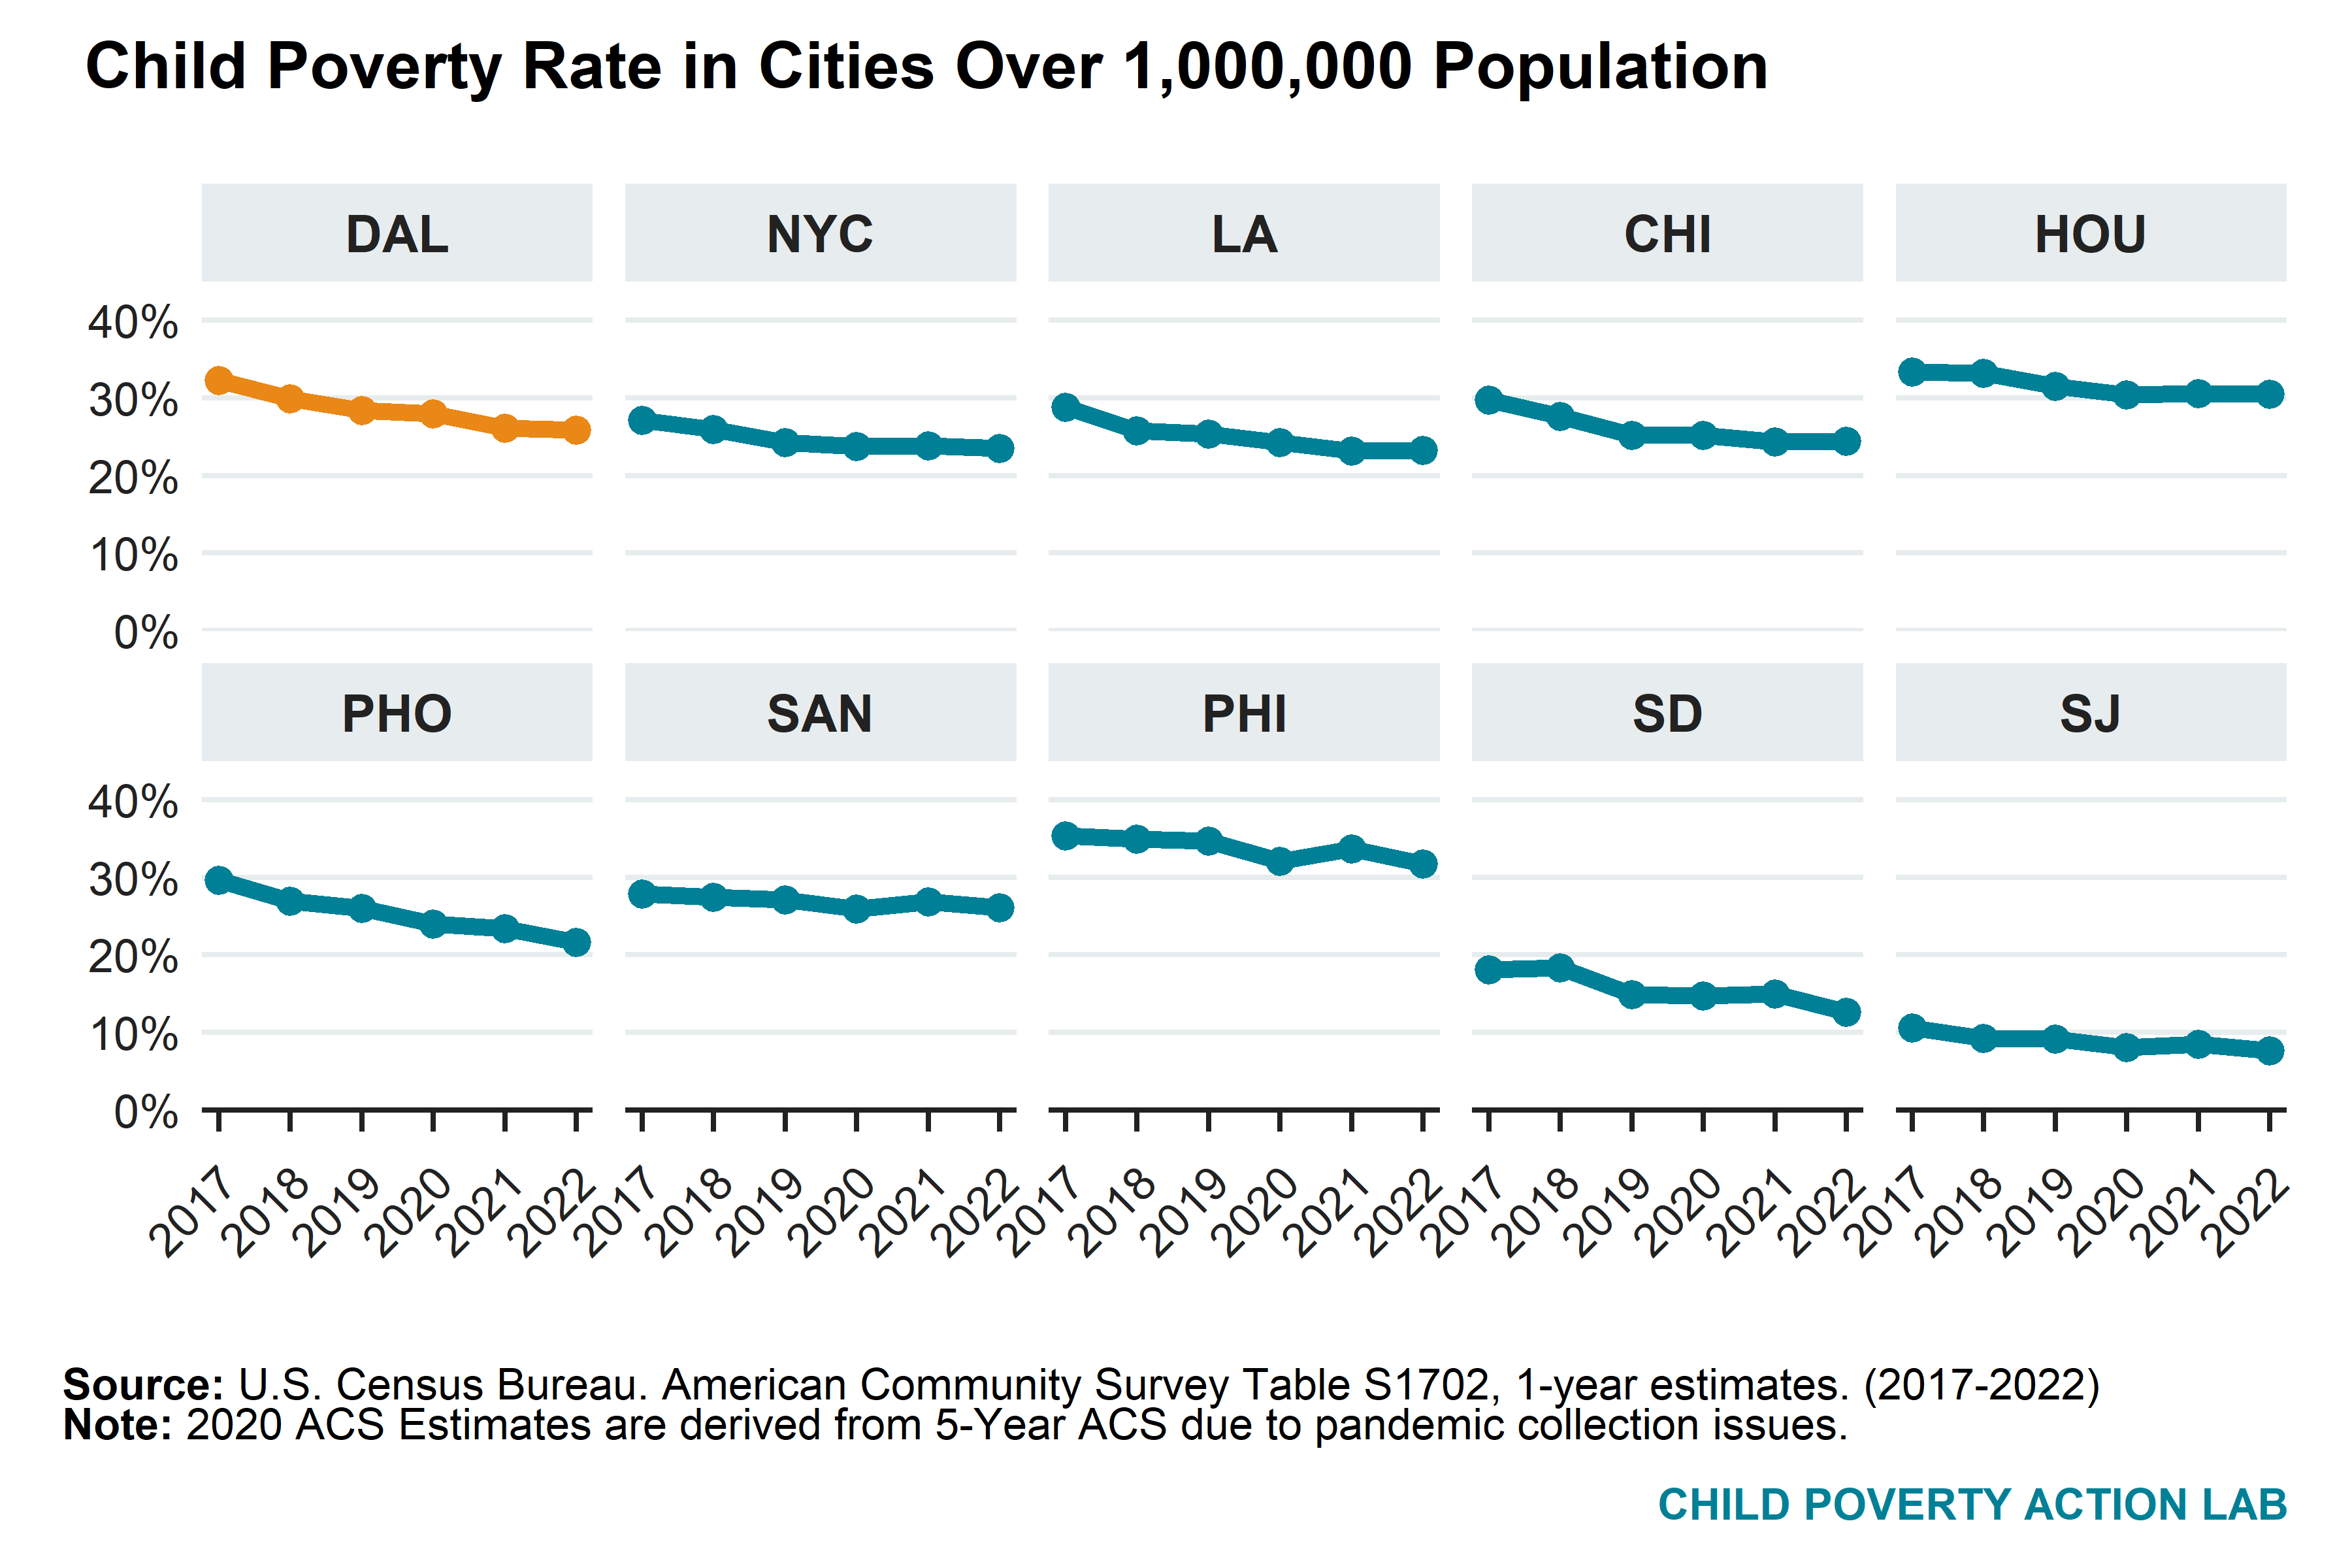 Child Poverty Rate in Cities Over 1,000,000 Population
DAL NYC LA CHI HOU
40%
30%
20%
10%
0%
PHO SAN PHI SD SJ
40%
30%
20%
10%
0%
2017 2018 2019 2020 2021 2022 2017 2018 2019 2020 2021 2022 2017 2018 2019 2020 2021 2022 2017 2018 2019 2020 2021 2022 2017 2018 2019 2020 2021 2022
Source: U.S. Census Bureau. American Community Survey Table S1702, 1-year estimates. (2017-2022)
Note: 2020 ACS Estimates are derived from 5-Year ACS due to pandemic collection issues.
CHILD POVERTY ACTION LAB